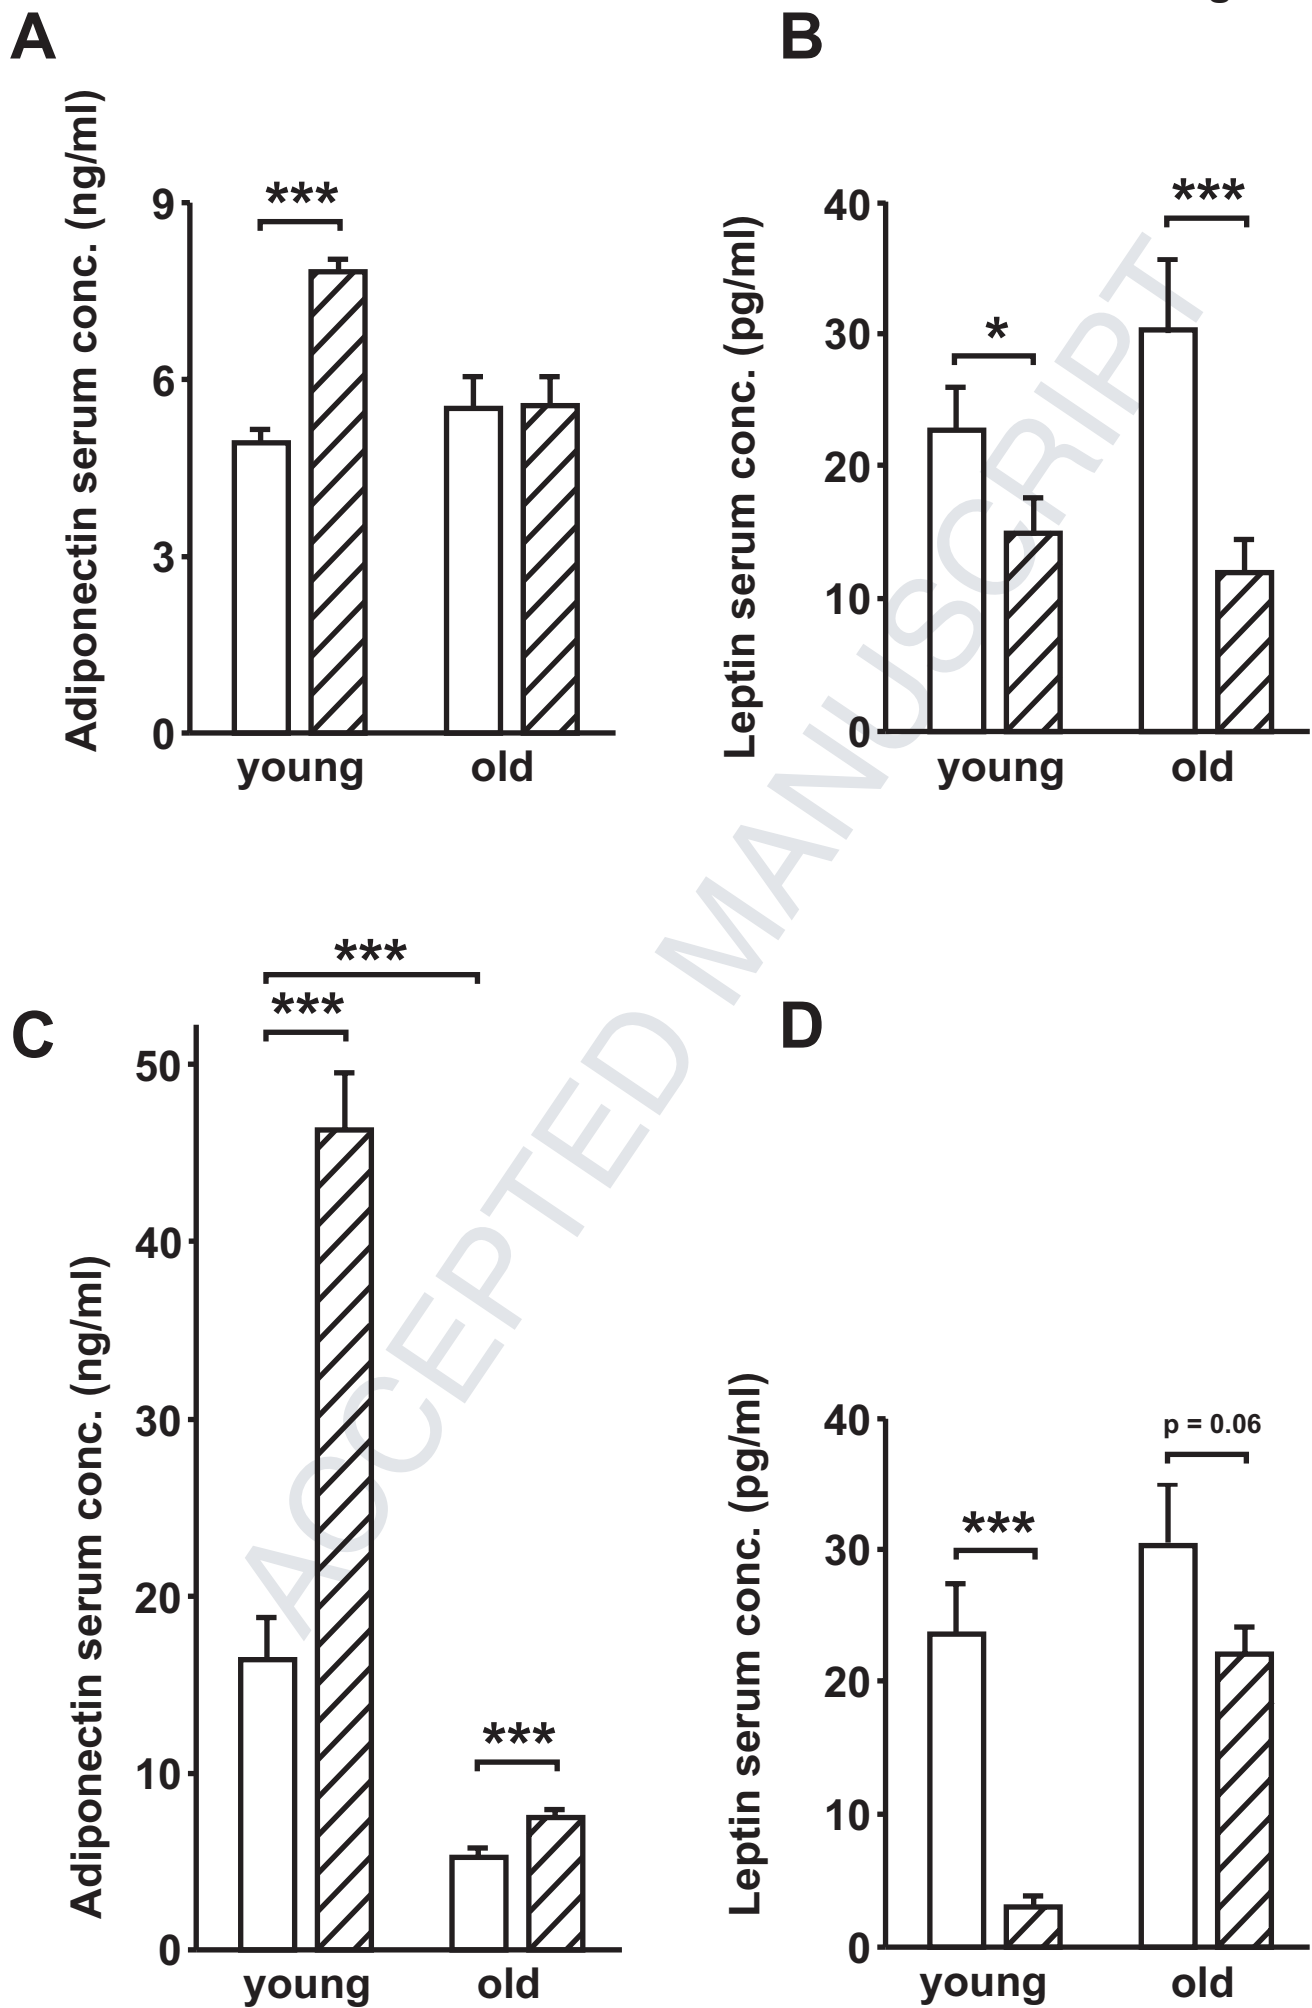 g
A
Adiponectin serum conc. (ng/ml)
9
6
3
0
***
young
old
B
Leptin serum conc. (pg/ml)
40
30
20
10
0
*
***
young
old
C
Adiponectin serum conc. (ng/ml)
50
40
30
20
10
0
***
***
***
young
old
D
Leptin serum conc. (pg/ml)
40
30
20
10
0
***
p = 0.06
young
old
ACCEPTED MANUSCRIPT